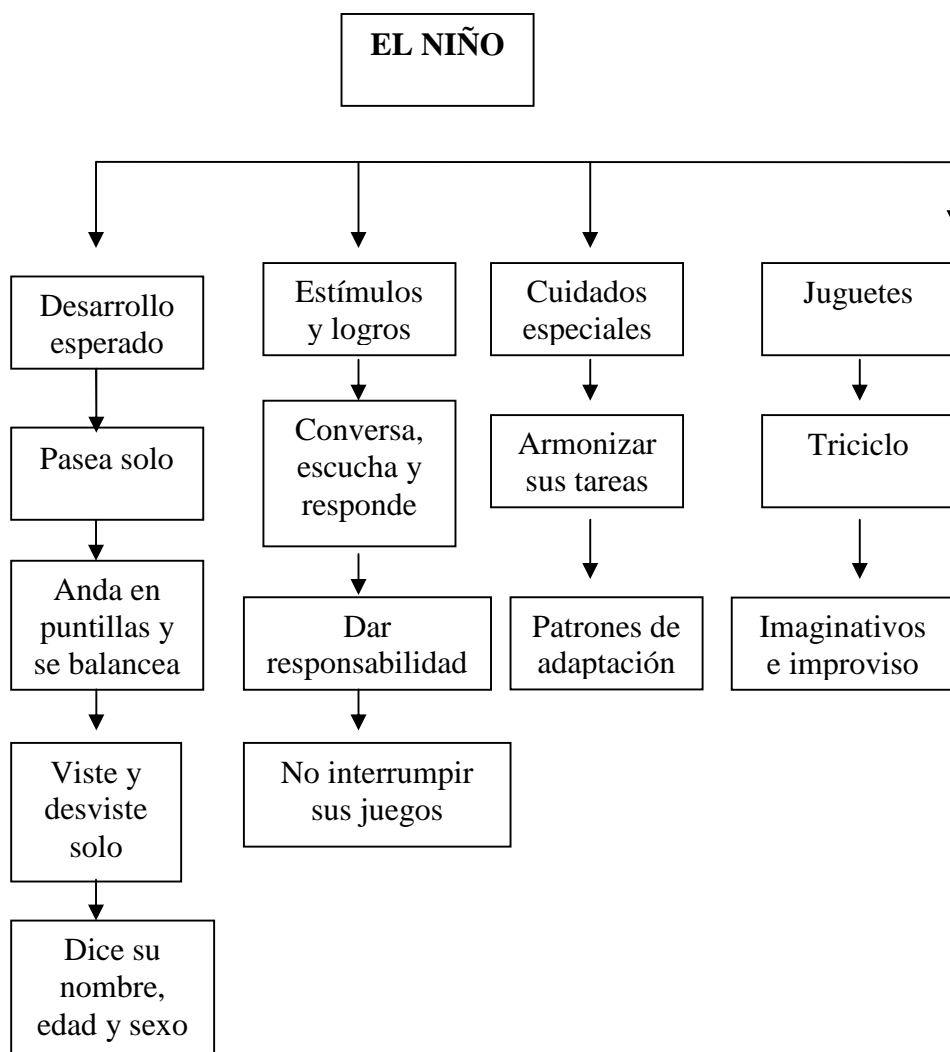 EL NIÑO
Desarrollo
esperado
Estímulos
y logros
Cuidados
especiales
Juguetes
Pasea solo
Conversa,
escucha y
responde
Armonizar
sus tareas
Triciclo
Anda en
puntillas y
se balancea
Dar
responsabilidad
Patrones de
adaptación
Imaginativos
e improviso
Viste y
desviste
solo
No interrumpir
sus juegos
Dice su
nombre,
edad y sexo